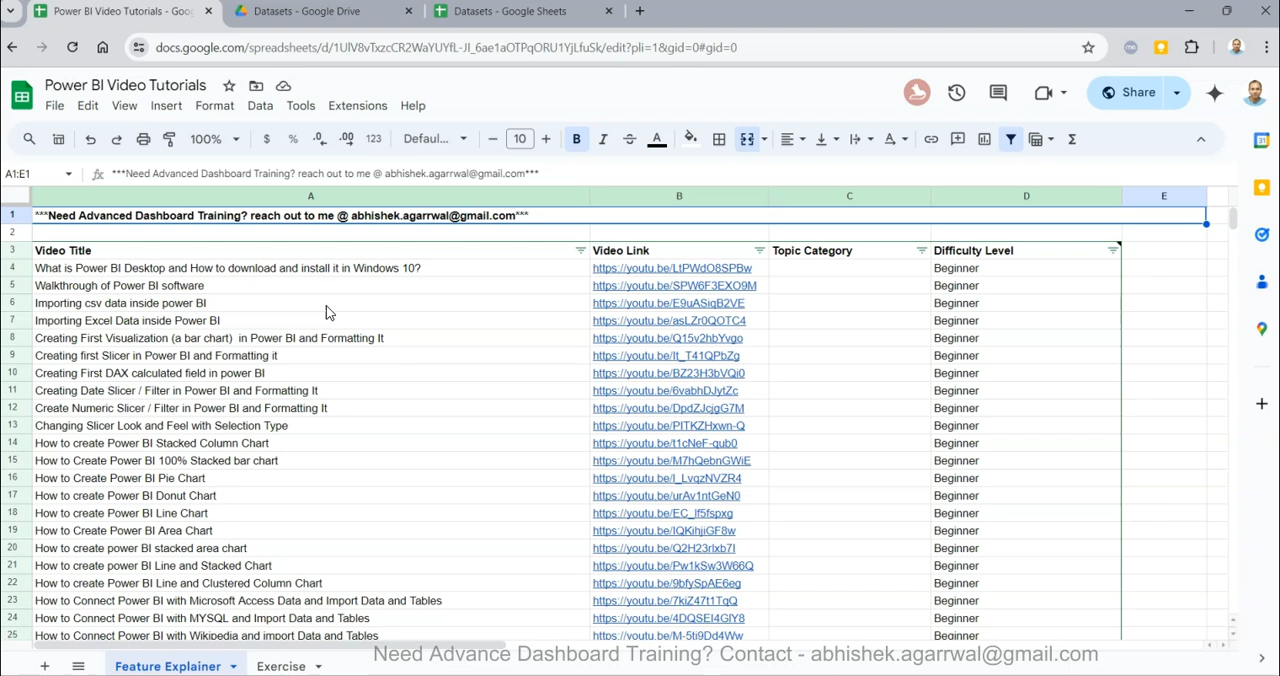 Power BI Video Tutorials - Goog
Datasets - Google Drive
Datasets - Google Sheets
docs.google.com/spreadsheets/d/1UlV8vTxzcCR2WaYUYfL-JI_6ae1aOTPqORU1YjLfuSk/edit?pli=1&gid=0#gid=0
Power BI Video Tutorials
File Edit View Insert Format Data Tools Extensions Help
Share
100% $ % .0 .00 123 Defaul... 10 B I A
A1:E1 fx ***Need Advanced Dashboard Training? reach out to me @ abhishek.agarrwal@gmail.com***
A B C D E
1 ***Need Advanced Dashboard Training? reach out to me @ abhishek.agarrwal@gmail.com***
2
3 Video Title Video Link Topic Category Difficulty Level
4 What is Power BI Desktop and How to download and install it in Windows 10? https://youtu.be/LtPWdO8SPBw Beginner
5 Walkthrough of Power BI software https://youtu.be/SPW6F3EXO9M Beginner
6 Importing csv data inside power BI https://youtu.be/E9uASiqB2VE Beginner
7 Importing Excel Data inside Power BI https://youtu.be/asLZr0QOTC4 Beginner
8 Creating First Visualization (a bar chart) in Power BI and Formatting It https://youtu.be/Q15v2hbYvgo Beginner
9 Creating first Slicer in Power BI and Formatting it https://youtu.be/It_T41QPbZg Beginner
10 Creating First DAX calculated field in power BI https://youtu.be/BZ23H3bVQi0 Beginner
11 Creating Date Slicer / Filter in Power BI and Formatting It https://youtu.be/6vabhDJytZc Beginner
12 Create Numeric Slicer / Filter in Power BI and Formatting It https://youtu.be/DpdZJcjgG7M Beginner
13 Changing Slicer Look and Feel with Selection Type https://youtu.be/PITKZHxwn-Q Beginner
14 How to create Power BI Stacked Column Chart https://youtu.be/t1cNeF-qub0 Beginner
15 How to Create Power BI 100% Stacked bar chart https://youtu.be/M7hQebnGWiE Beginner
16 How to Create Power BI Pie Chart https://youtu.be/I_LvqzNVZR4 Beginner
17 How to create Power BI Donut Chart https://youtu.be/urAv1ntGeN0 Beginner
18 How to create Power BI Line Chart https://youtu.be/EC_lf5fspxg Beginner
19 How to Create Power BI Area Chart https://youtu.be/IQKihjiGF8w Beginner
20 How to create power BI stacked area chart https://youtu.be/Q2H23rlxb7I Beginner
21 How to create power BI Line and Stacked Chart https://youtu.be/Pw1kSw3W66Q Beginner
22 How to create Power BI Line and Clustered Column Chart https://youtu.be/9bfySpAE6eg Beginner
23 How to Connect Power BI with Microsoft Access Data and Import Data and Tables https://youtu.be/7kiZ47t1TqQ Beginner
24 How to Connect Power BI with MYSQL and Import Data and Tables https://youtu.be/4DQSEI4GlY8 Beginner
25 How to Connect Power BI with Wikipedia and import Data and Tables https://youtu.be/M-5ti9Dd4Ww Beginner
Feature Explainer Exercise
Need Advance Dashboard Training? Contact - abhishek.agarrwal@gmail.com